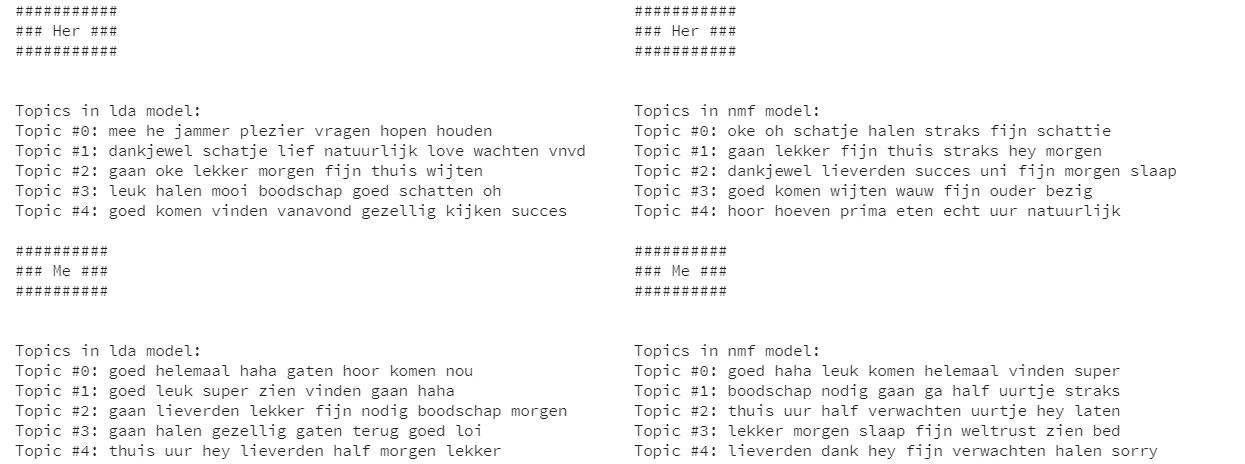 ###########
### Her ###
###########
Topics in lda model:
Topic #0: mee he jammer plezier vragen hopen houden
Topic #1: dankjewel schatje lief natuurlijk love wachten vnvd
Topic #2: gaan oke lekker morgen fijn thuis wijten
Topic #3: leuk halen mooi boodschap goed schatten oh
Topic #4: goed komen vinden vanavond gezellig kijken succes
##########
### Me ###
##########
Topics in lda model:
Topic #0: goed helemaal haha gaten hoor komen nou
Topic #1: goed leuk super zien vinden gaan haha
Topic #2: gaan lieverden lekker fijn nodig boodschap morgen
Topic #3: gaan halen gezellig gaten terug goed loi
Topic #4: thuis uur hey lieverden half morgen lekker
###########
### Her ###
###########
Topics in nmf model:
Topic #0: oke oh schatje halen straks fijn schattie
Topic #1: gaan lekker fijn thuis straks hey morgen
Topic #2: dankjewel lieverden succes uni fijn morgen slaap
Topic #3: goed komen wijten wauw fijn ouder bezig
Topic #4: hoor hoeven prima eten echt uur natuurlijk
##########
### Me ###
##########
Topics in nmf model:
Topic #0: goed haha leuk komen helemaal vinden super
Topic #1: boodschap nodig gaan ga half uurtje straks
Topic #2: thuis uur half verwachten uurtje hey laten
Topic #3: lekker morgen slaap fijn weltrust zien bed
Topic #4: lieverden dank hey fijn verwachten halen sorry